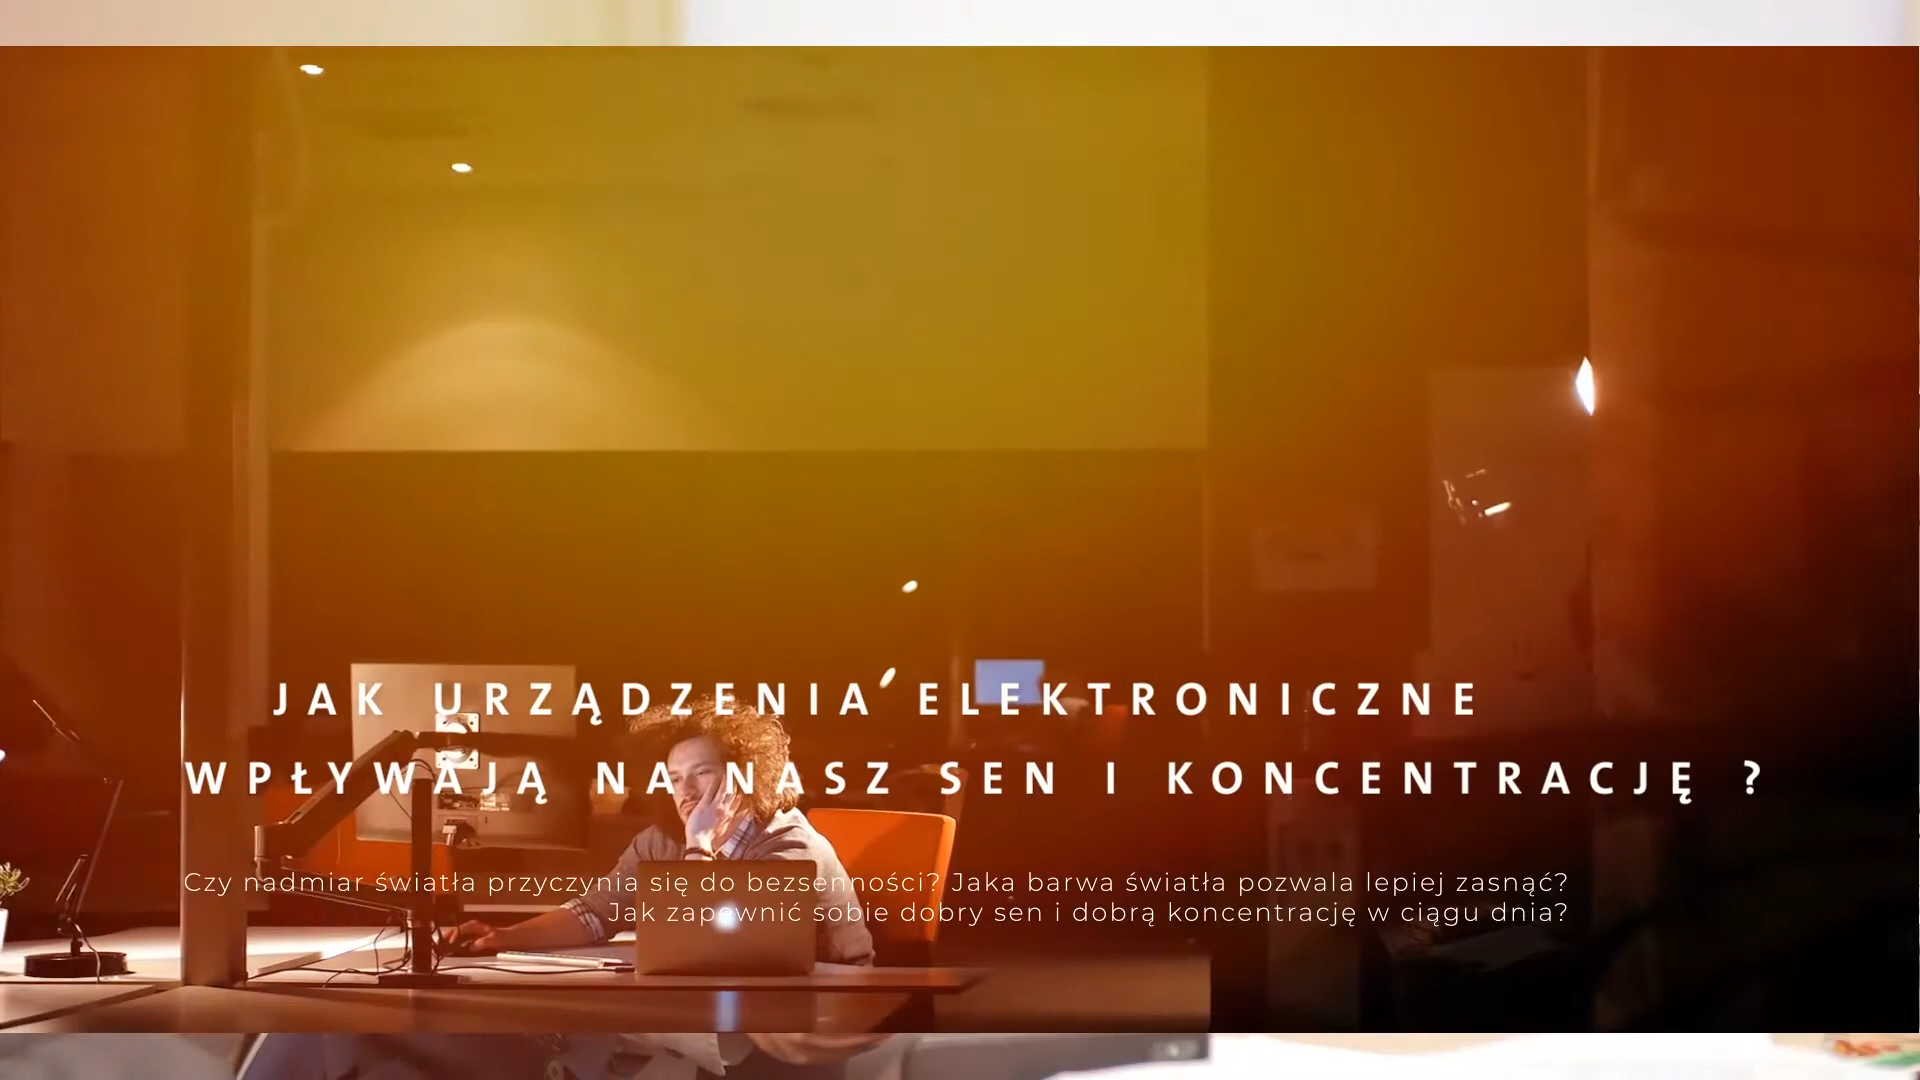 JAK URZĄDZENIA ELEKTRONICZNE
WPŁYWAJĄ NA NASZ SEN I KONCENTRACJĘ ?
Czy nadmiar światła przyczynia się do bezsenności? Jaka barwa światła pozwala lepiej zasnąć?
Jak zapewnić sobie dobry sen i dobrą koncentrację w ciągu dnia?